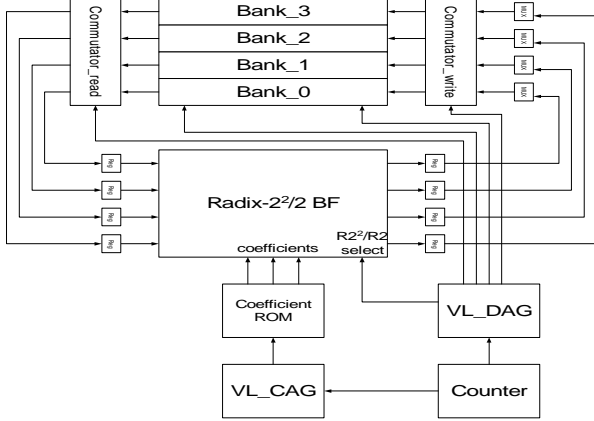 Commutator_read
Bank_3
Bank_2
Bank_1
Bank_0
Commutator_write
MUX
MUX
MUX
MUX
Reg
Reg
Reg
Reg
Radix-2²/2 BF
coefficients
R2²/R2
select
Reg
Reg
Reg
Reg
Coefficient
ROM
VL_DAG
VL_CAG
Counter